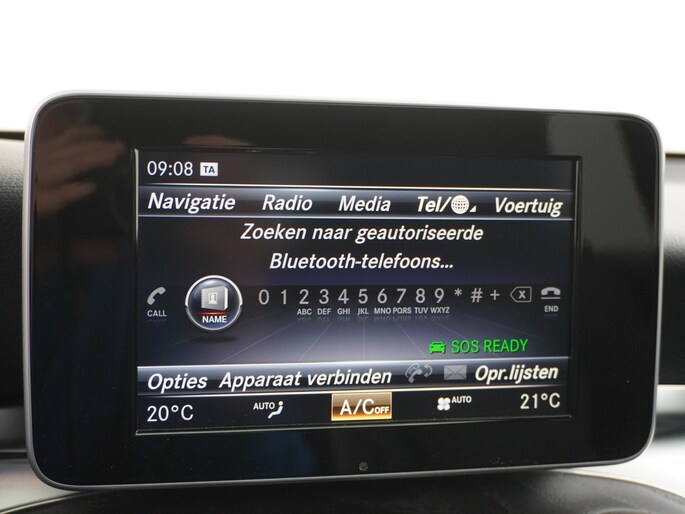 09:08 TA
Navigatie Radio Media Tel/ Voertuig
Zoeken naar geautoriseerde
Bluetooth-telefoons...
CALL NAME 0 1 2 3 4 5 6 7 8 9 * # + END
ABC DEF GHI JKL MNO PQR TUV WXYZ
SOS READY
Opties Apparaat verbinden Opr.lijsten
20°C AUTO A/C OFF AUTO 21°C